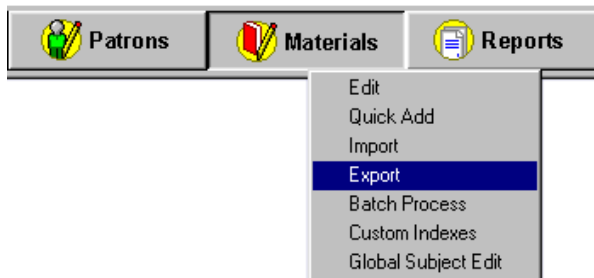 Patrons Materials Reports
Edit
Quick Add
Import
Export
Batch Process
Custom Indexes
Global Subject Edit